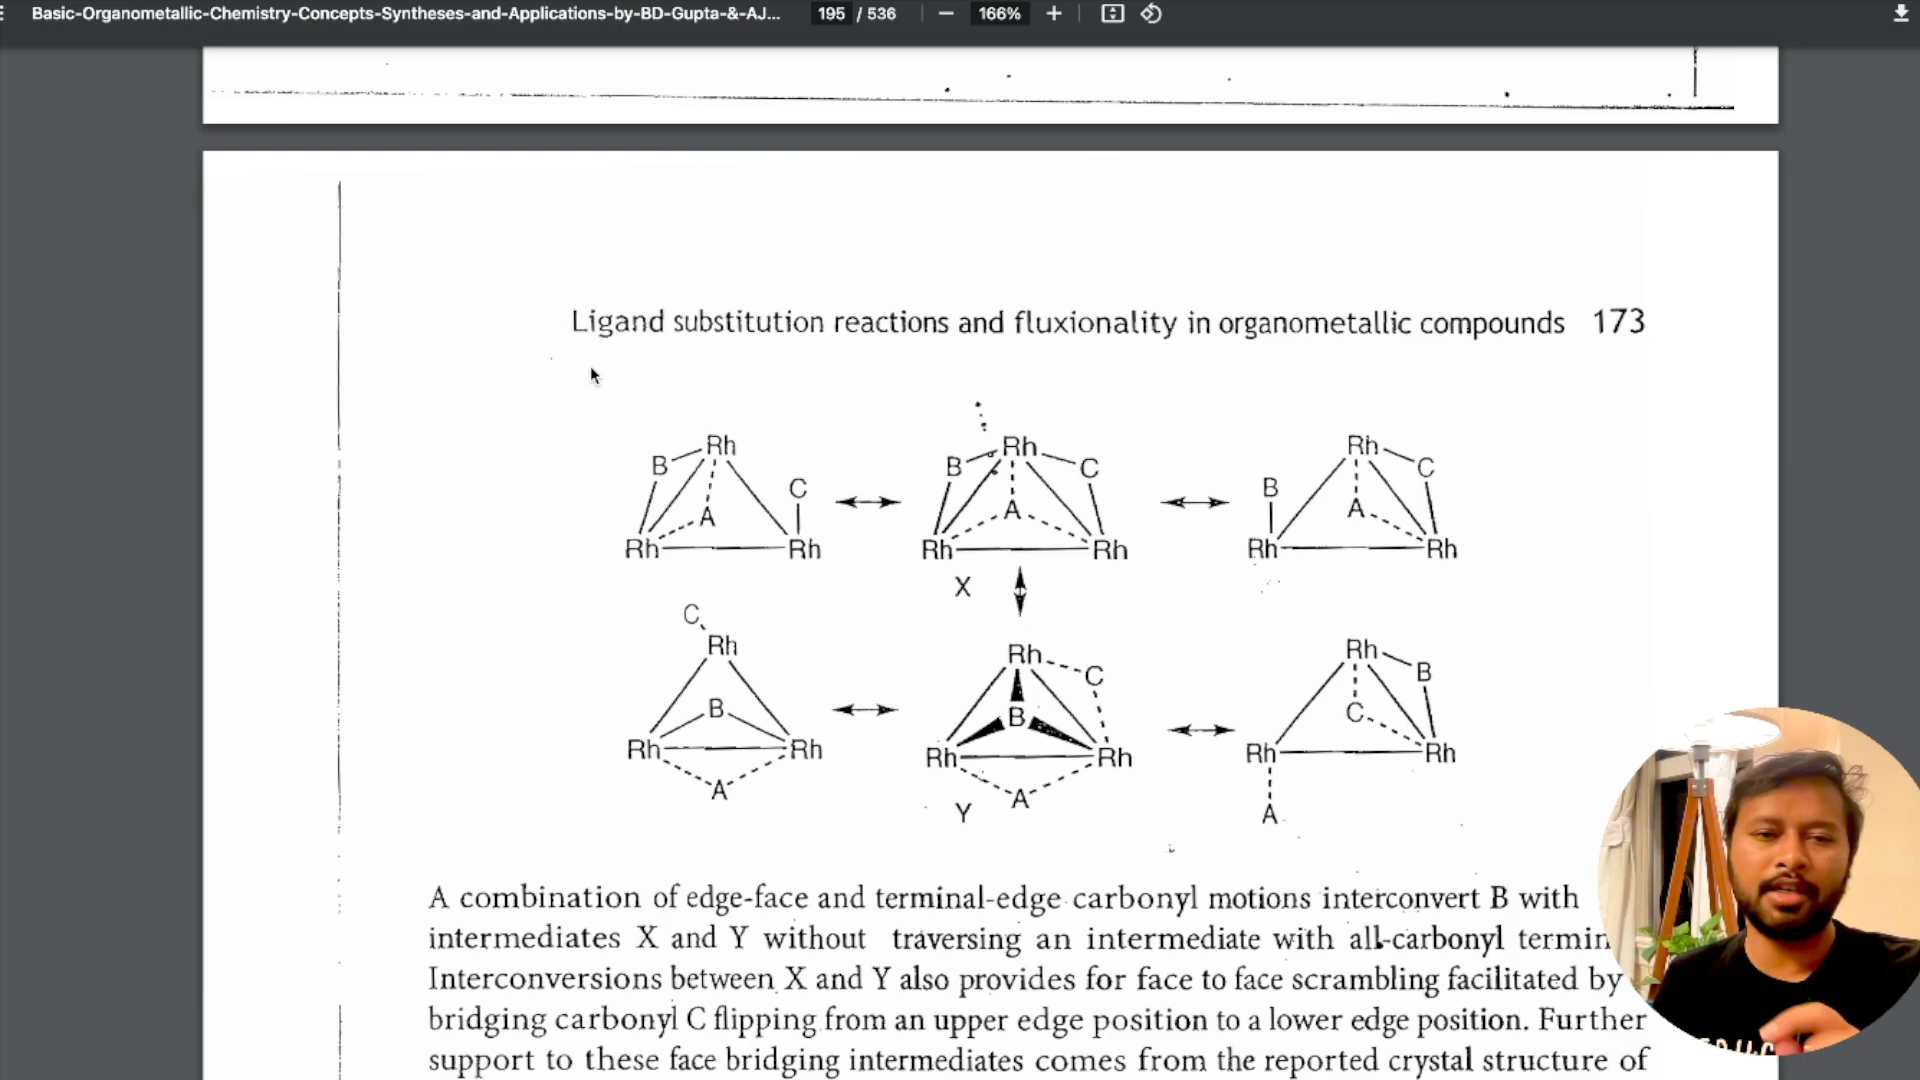 Basic-Organometallic-Chemistry-Concepts-Syntheses-and-Applications-by-BD-Gupta-&-AJ...
195 / 536
166%
Ligand substitution reactions and fluxionality in organometallic compounds 173
Rh Rh Rh
B B C C
C B
A A A
Rh Rh Rh Rh Rh Rh
X
C
Rh Rh Rh
C B
B B C
Rh Rh Rh Rh Rh Rh
A A A
Y
A combination of edge-face and terminal-edge carbonyl motions interconvert B with
intermediates X and Y without traversing an intermediate with all-carbonyl termin
Interconversions between X and Y also provides for face to face scrambling facilitated by
bridging carbonyl C flipping from an upper edge position to a lower edge position. Further
support to these face bridging intermediates comes from the reported crystal structure of